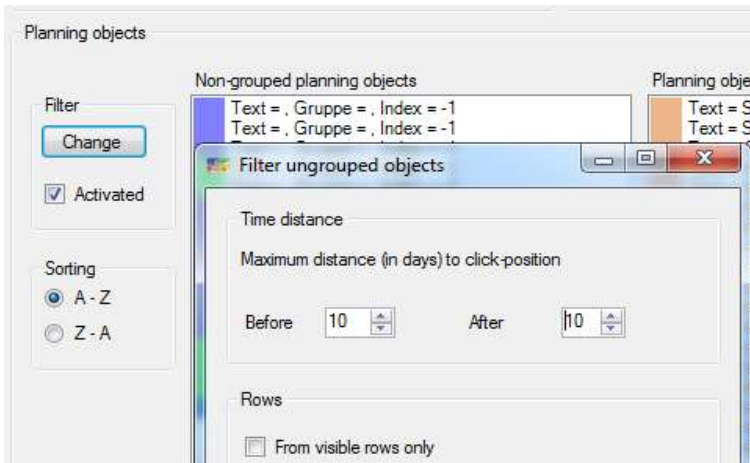 Planning objects
Non-grouped planning objects
Planning obje
Filter
Text = , Gruppe = , Index = -1
Text = S
Change
Text = , Gruppe = , Index = -1
Text = S
Filter ungrouped objects
Activated
Time distance
Maximum distance (in days) to click-position
Sorting
A - Z
Before 10 After 10
Z - A
Rows
From visible rows only